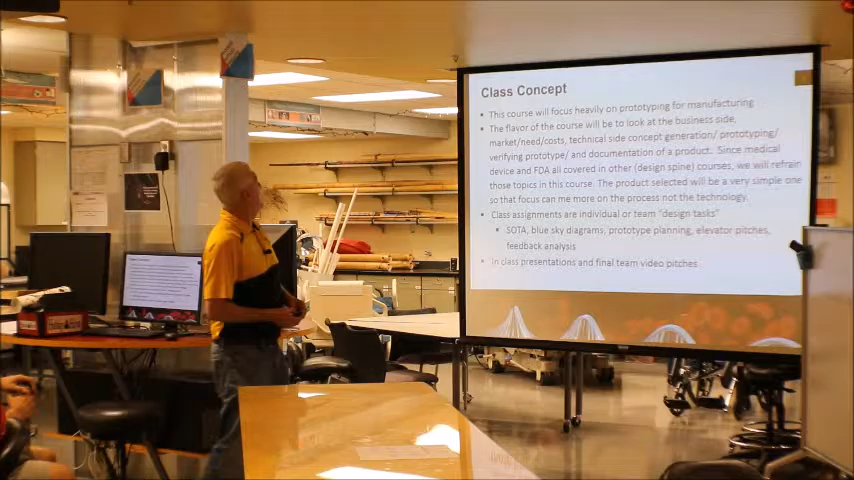 Class Concept
• This course will focus heavily on prototyping for manufacturing
• The flavor of the course will be to look at the business side,
market/need/costs, technical side concept generation/ prototyping/
verifying prototype/ and documentation of a product. Since medical
device and FDA all covered in other (design spine) courses, we will refrain
those topics in this course. The product selected will be a very simple one
so that focus can me more on the process not the technology.
• Class assignments are individual or team "design tasks"
• SOTA, blue sky diagrams, prototype planning, elevator pitches,
feedback analysis
• In class presentations and final team video pitches